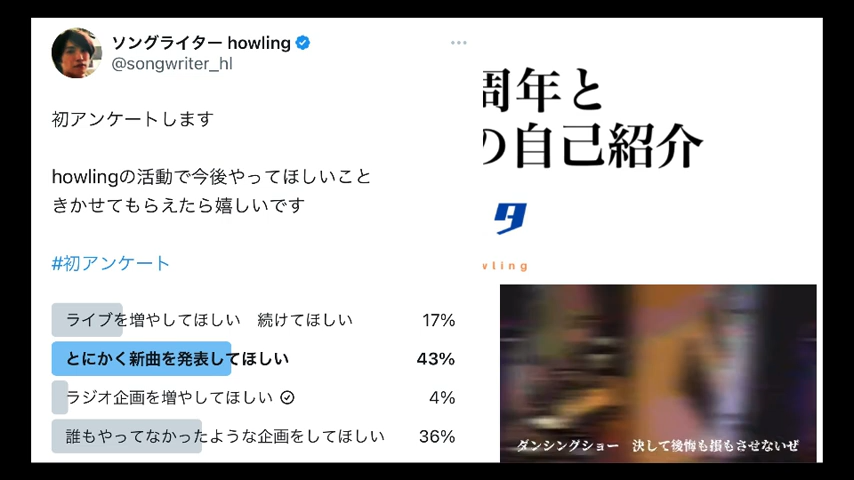 ソングライター howling
@songwriter_hl
初アンケートします
howlingの活動で今後やってほしいこと
きかせてもらえたら嬉しいです
#初アンケート
ライブを増やしてほしい　続けてほしい 17%
とにかく新曲を発表してほしい 43%
ラジオ企画を増やしてほしい 4%
誰もやってなかったような企画をしてほしい 36%
周年と
の自己紹介
タ
wling
ダンシングショー　決して後悔も損もさせないぜ